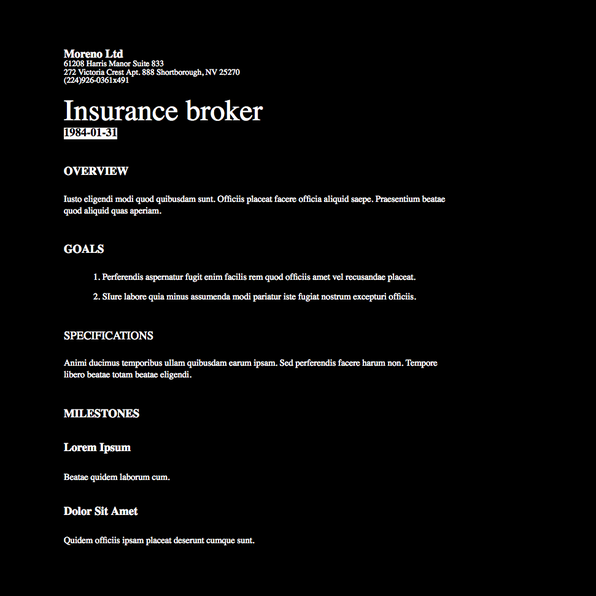 Moreno Ltd
61208 Harris Manor Suite 833
272 Victoria Crest Apt. 888 Shortborough, NV 25270
(224)926-0361x491
Insurance broker
1984-01-31
OVERVIEW
Iusto eligendi modi quod quibusdam sunt. Officiis placeat facere officia aliquid saepe. Praesentium beatae
quod aliquid quas aperiam.
GOALS
1. Perferendis aspernatur fugit enim facilis rem quod officiis amet vel recusandae placeat.
2. SIure labore quia minus assumenda modi pariatur iste fugiat nostrum excepturi officiis.
SPECIFICATIONS
Animi ducimus temporibus ullam quibusdam earum ipsam. Sed perferendis facere harum non. Tempore
libero beatae totam beatae eligendi.
MILESTONES
Lorem Ipsum
Beatae quidem laborum cum.
Dolor Sit Amet
Quidem officiis ipsam placeat deserunt cumque sunt.